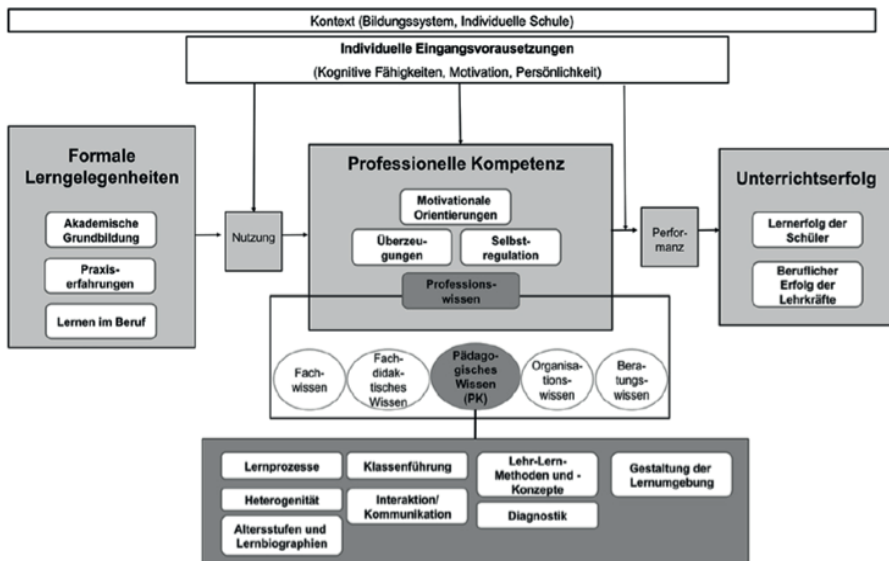 Kontext (Bildungssystem, Individuelle Schule)
Individuelle Eingangsvorausetzungen
(Kognitive Fähigkeiten, Motivation, Persönlichkeit)
Formale
Lerngelegenheiten
Akademische
Grundbildung
Praxis-
erfahrungen
Lernen im Beruf
Nutzung
Professionelle Kompetenz
Motivationale
Orientierungen
Überzeu-
gungen
Selbst-
regulation
Professions-
wissen
Perfor-
manz
Unterrichtserfolg
Lernerfolg der
Schüler
Beruflicher
Erfolg der
Lehrkräfte
Fach-
wissen
Fach-
didak-
tisches
Wissen
Pädago-
gisches
Wissen
(PK)
Organisa-
tions-
wissen
Bera-
tungs-
wissen
Lernprozesse
Heterogenität
Altersstufen und
Lernbiographien
Klassenführung
Interaktion/
Kommunikation
Lehr-Lern-
Methoden und -
Konzepte
Diagnostik
Gestaltung der
Lernumgebung